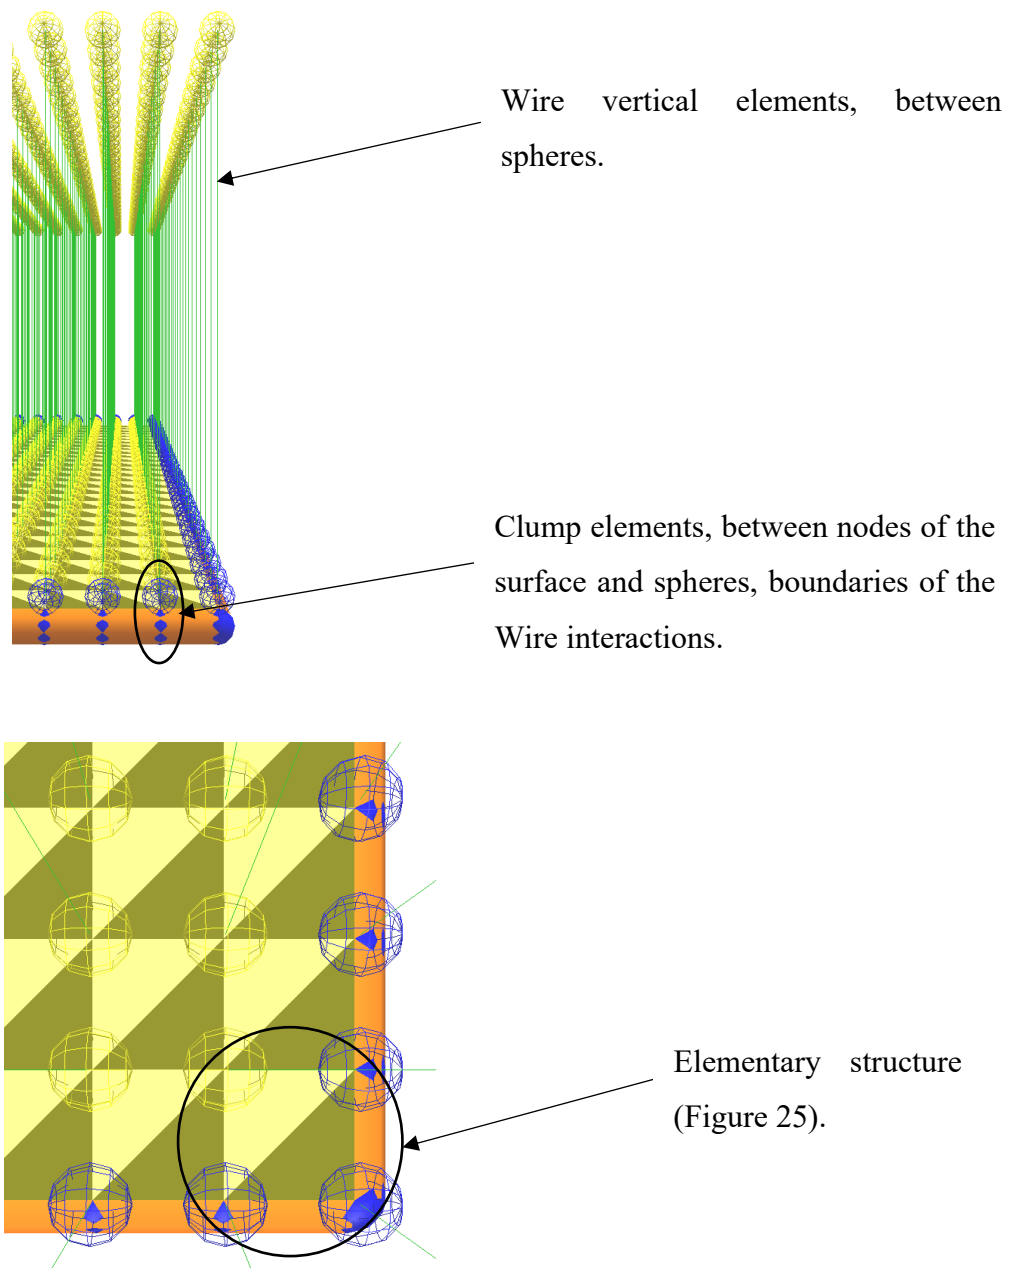 Wire vertical elements, between
spheres.
Clump elements, between nodes of the
surface and spheres, boundaries of the
Wire interactions.
Elementary structure
(Figure 25).